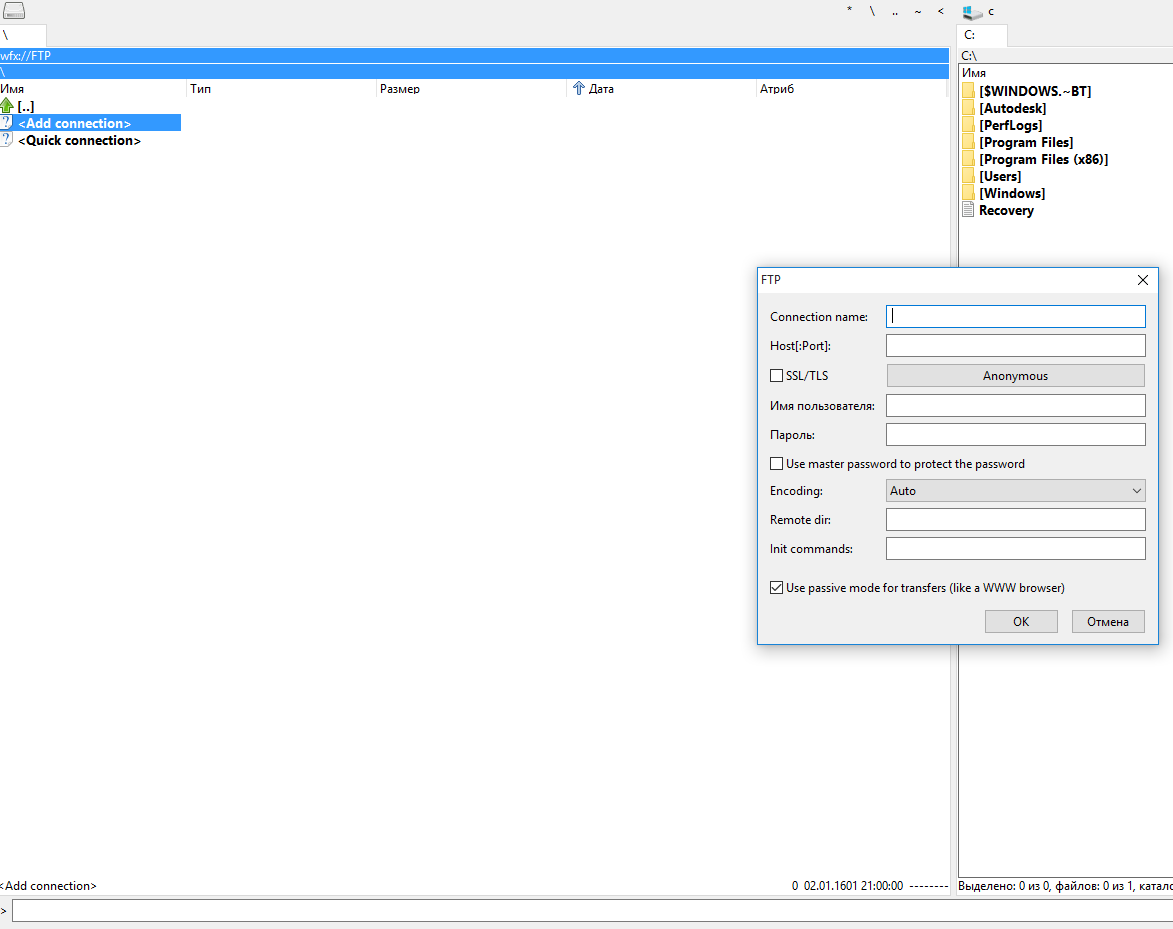 * \ .. ~ < c
\
C:
wfx://FTP
C:\
\
Имя
Имя Тип Размер Дата Атриб
[..]
<Add connection>
<Quick connection>
[$WINDOWS.~BT]
[Autodesk]
[PerfLogs]
[Program Files]
[Program Files (x86)]
[Users]
[Windows]
Recovery
FTP
Connection name:
Host[:Port]:
SSL/TLS Anonymous
Имя пользователя:
Пароль:
Use master password to protect the password
Encoding: Auto
Remote dir:
Init commands:
Use passive mode for transfers (like a WWW browser)
OK Отмена
<Add connection> 0 02.01.1601 21:00:00 --------
Выделено: 0 из 0, файлов: 0 из 1, катало
>